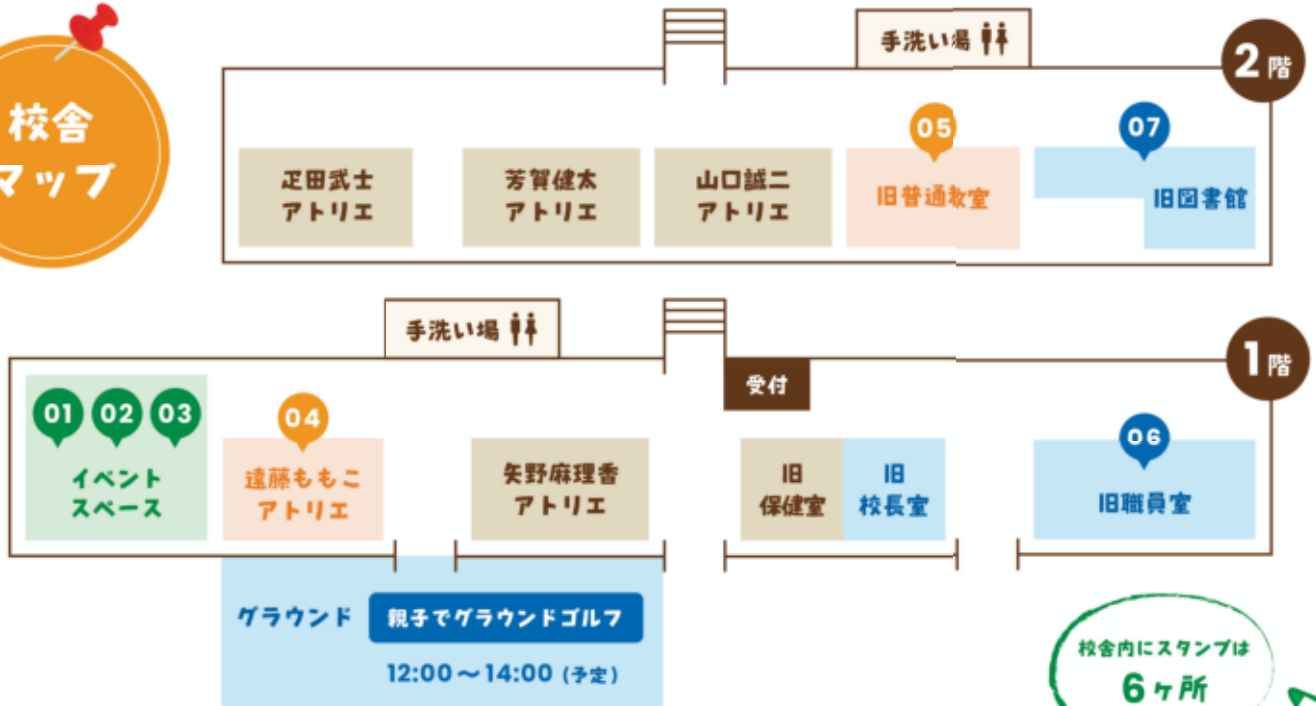 校舎
マップ
手洗い場
2階
05
07
疋田武士
アトリエ
芳賀健太
アトリエ
山口誠二
アトリエ
旧普通教室
旧図書館
手洗い場
1階
受付
01 02 03
イベント
スペース
04
遠藤ももこ
アトリエ
矢野麻理香
アトリエ
旧
保健室
旧
校長室
06
旧職員室
グラウンド
親子でグラウンドゴルフ
12:00～14:00(予定)
校舎内にスタンプは
6ヶ所